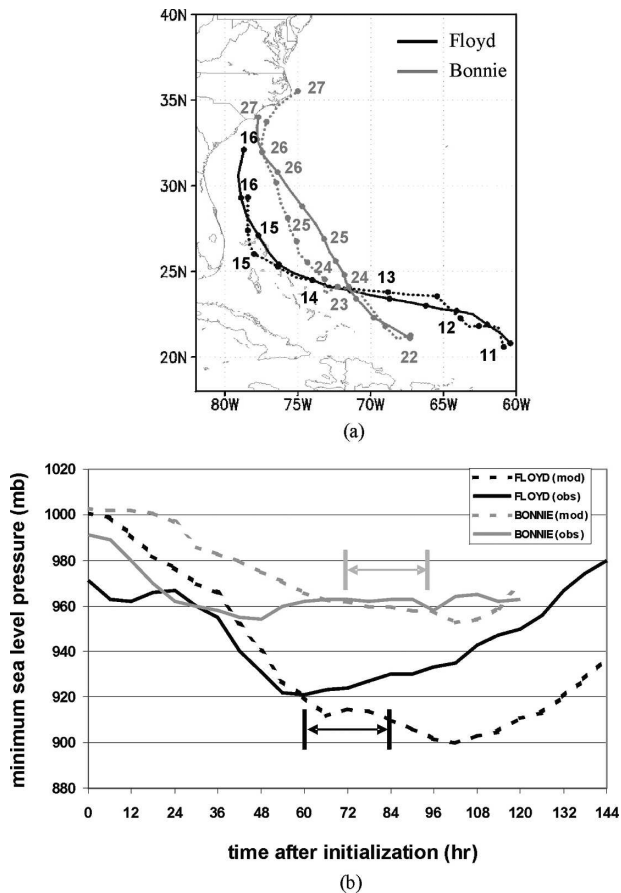 40N
35N
30N
25N
20N
80W
75W
70W
65W
60W
Floyd
Bonnie
27
27
16
26
26
16
25
25
15
15
24
24
14
23
13
12
22
11
(a)
minimum sea level pressure (mb)
1020
1000
980
960
940
920
900
880
FLOYD (mod)
FLOYD (obs)
BONNIE (mod)
BONNIE (obs)
0 12 24 36 48 60 72 84 96 108 120 132 144
time after initialization (hr)
(b)